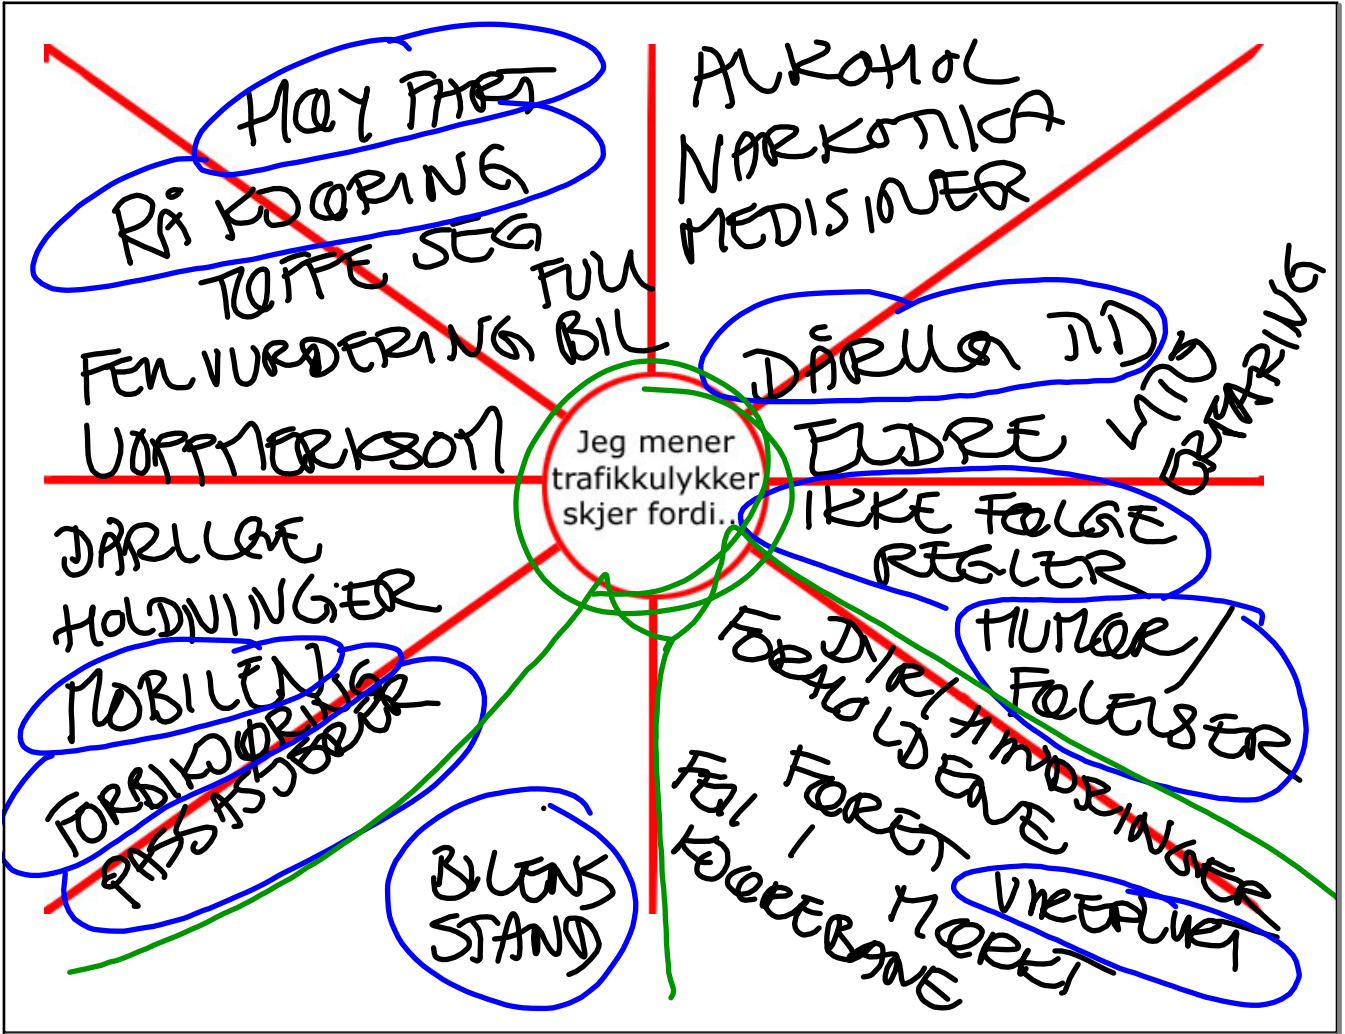 HØY FART
RÅ KJØRING
TØFFE SEG
FULL
BIL
FEILVURDERING
UOPPMERKSOM
ALKOHOL
NARKOTIKA
MEDISINER
DÅRLIG TID
ELDRE
LITE
ERFARING
Jeg mener
trafikkulykker
skjer fordi..
IKKE FØLGE
REGLER
HUMØR/
FØLELSER
DÅRLIGE
HOLDNINGER
MOBILEN
FORBIKJØRING
PASSASJERER
BILENS
STAND
DYR/HINDRINGER
FORHOLDENE
FØRET
FEIL I
KJØREBANE
MØRKT